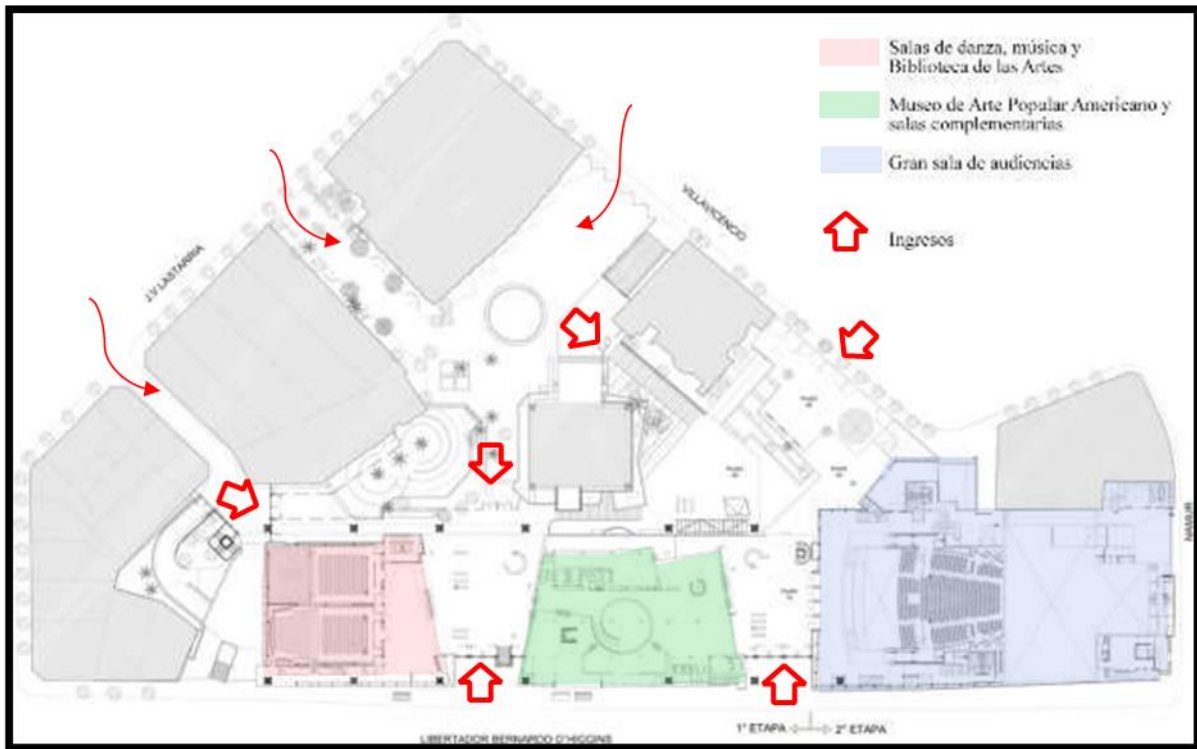 Salas de danza, música y
Biblioteca de las Artes
Museo de Arte Popular Americano y
salas complementarias
Gran sala de audiencias
Ingresos
VILLAVICENCIO
J.V LASTARRIA
NAMUR
1° ETAPA
2° ETAPA
LIBERTADOR BERNARDO O'HIGGINS